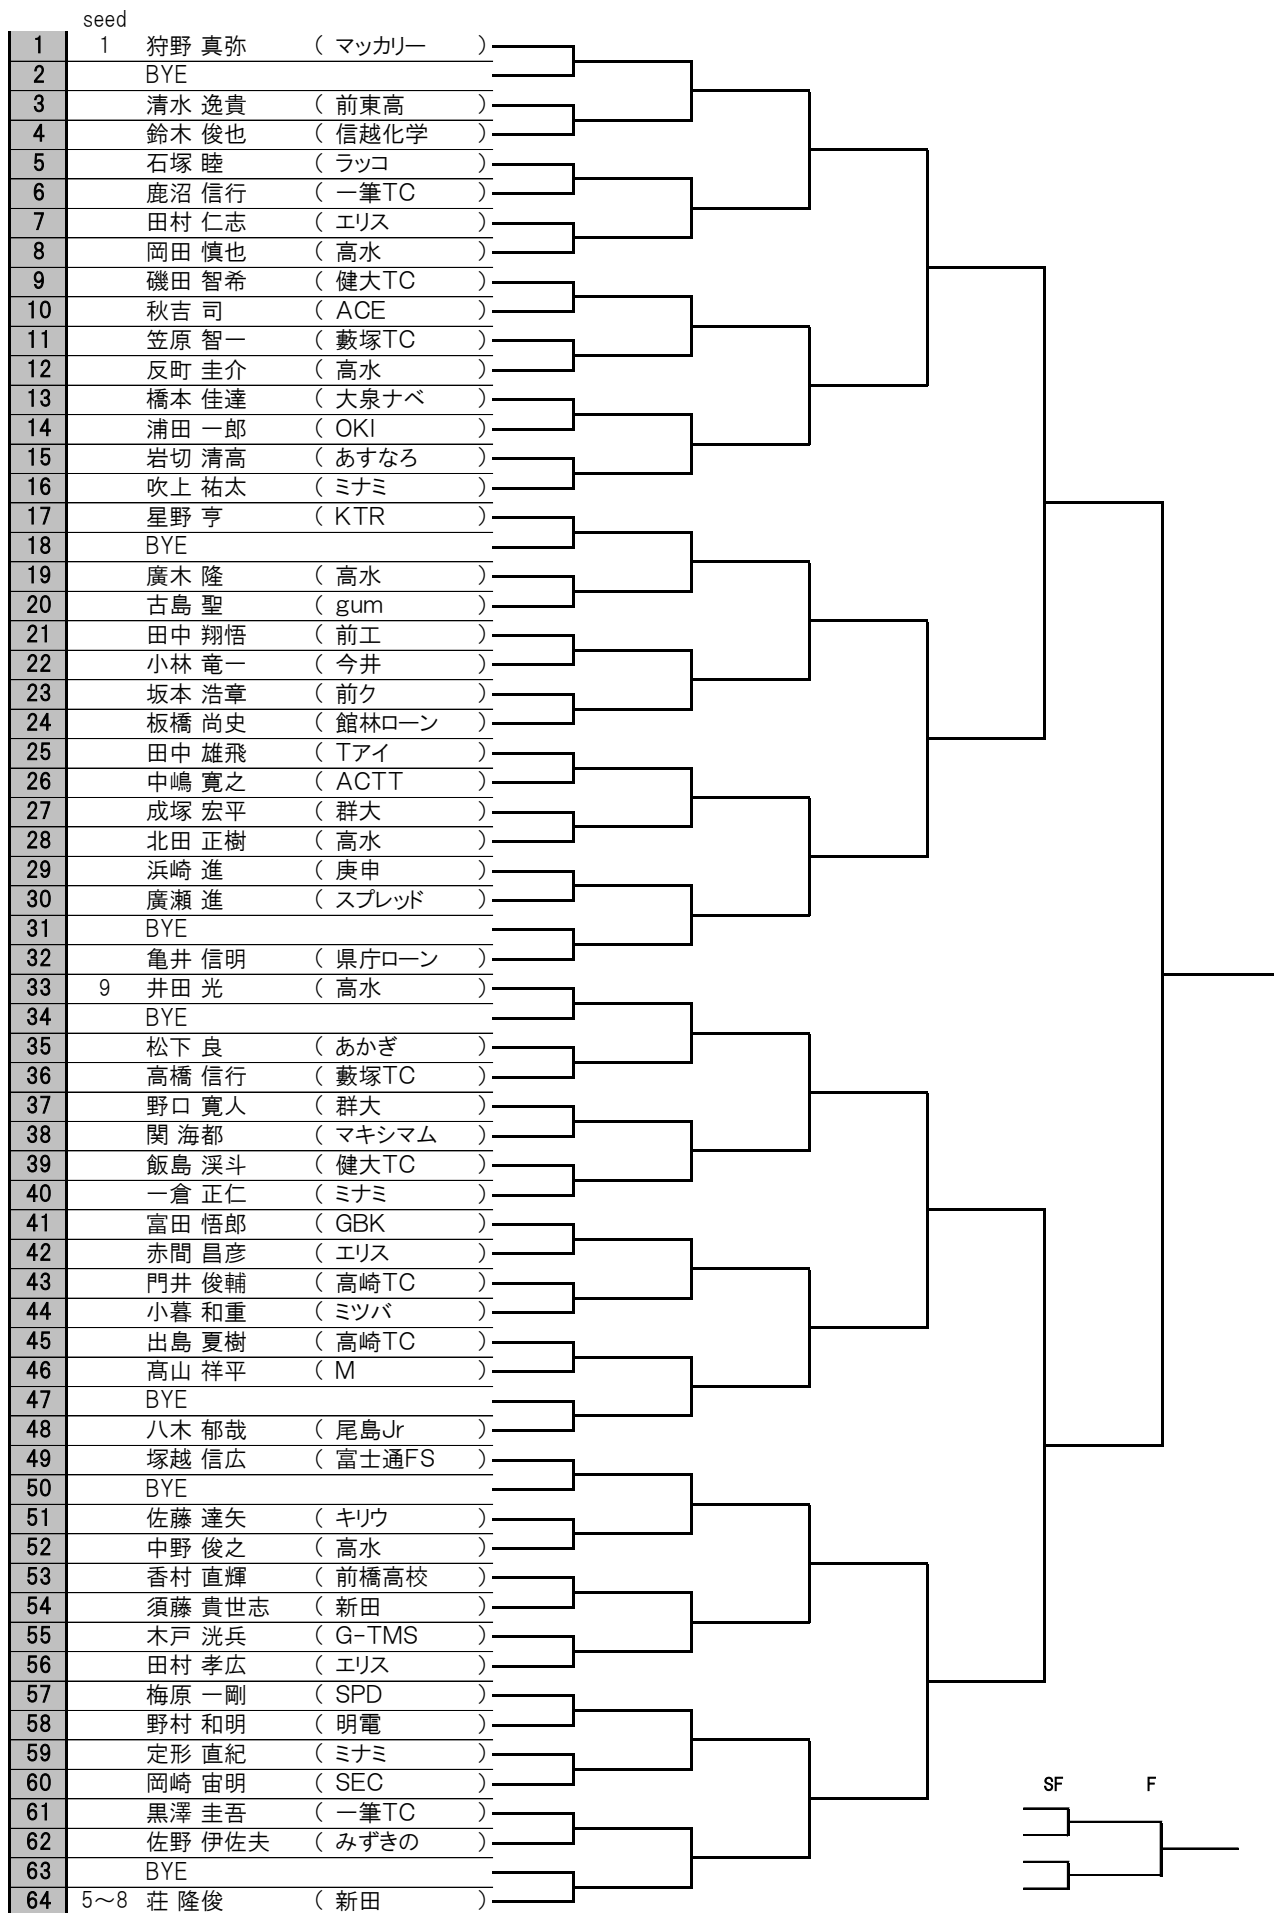 seed
1 1 狩野 真弥 ( マッカリー )
2 BYE
3 清水 逸貴 ( 前東高 )
4 鈴木 俊也 ( 信越化学 )
5 石塚 睦 ( ラッコ )
6 鹿沼 信行 ( 一筆TC )
7 田村 仁志 ( エリス )
8 岡田 慎也 ( 高水 )
9 磯田 智希 ( 健大TC )
10 秋吉 司 ( ACE )
11 笠原 智一 ( 藪塚TC )
12 反町 圭介 ( 高水 )
13 橋本 佳達 ( 大泉ナベ )
14 浦田 一郎 ( OKI )
15 岩切 清高 ( あすなろ )
16 吹上 祐太 ( ミナミ )
17 星野 亨 ( KTR )
18 BYE
19 廣木 隆 ( 高水 )
20 古島 聖 ( gum )
21 田中 翔悟 ( 前工 )
22 小林 竜一 ( 今井 )
23 坂本 浩章 ( 前ク )
24 板橋 尚史 ( 館林ローン )
25 田中 雄飛 ( Tアイ )
26 中嶋 寛之 ( ACTT )
27 成塚 宏平 ( 群大 )
28 北田 正樹 ( 高水 )
29 浜崎 進 ( 庚申 )
30 廣瀬 進 ( スプレッド )
31 BYE
32 亀井 信明 ( 県庁ローン )
33 9 井田 光 ( 高水 )
34 BYE
35 松下 良 ( あかぎ )
36 高橋 信行 ( 藪塚TC )
37 野口 寛人 ( 群大 )
38 関 海都 ( マキシマム )
39 飯島 渓斗 ( 健大TC )
40 一倉 正仁 ( ミナミ )
41 富田 悟郎 ( GBK )
42 赤間 昌彦 ( エリス )
43 門井 俊輔 ( 高崎TC )
44 小暮 和重 ( ミツバ )
45 出島 夏樹 ( 高崎TC )
46 髙山 祥平 ( M )
47 BYE
48 八木 郁哉 ( 尾島Jr )
49 塚越 信広 ( 富士通FS )
50 BYE
51 佐藤 達矢 ( キリウ )
52 中野 俊之 ( 高水 )
53 香村 直輝 ( 前橋高校 )
54 須藤 貴世志 ( 新田 )
55 木戸 洸兵 ( G-TMS )
56 田村 孝広 ( エリス )
57 梅原 一剛 ( SPD )
58 野村 和明 ( 明電 )
59 定形 直紀 ( ミナミ )
60 岡崎 宙明 ( SEC )
SF F
61 黒澤 圭吾 ( 一筆TC )
62 佐野 伊佐夫 ( みずきの )
63 BYE
64 5～8 荘 隆俊 ( 新田 )